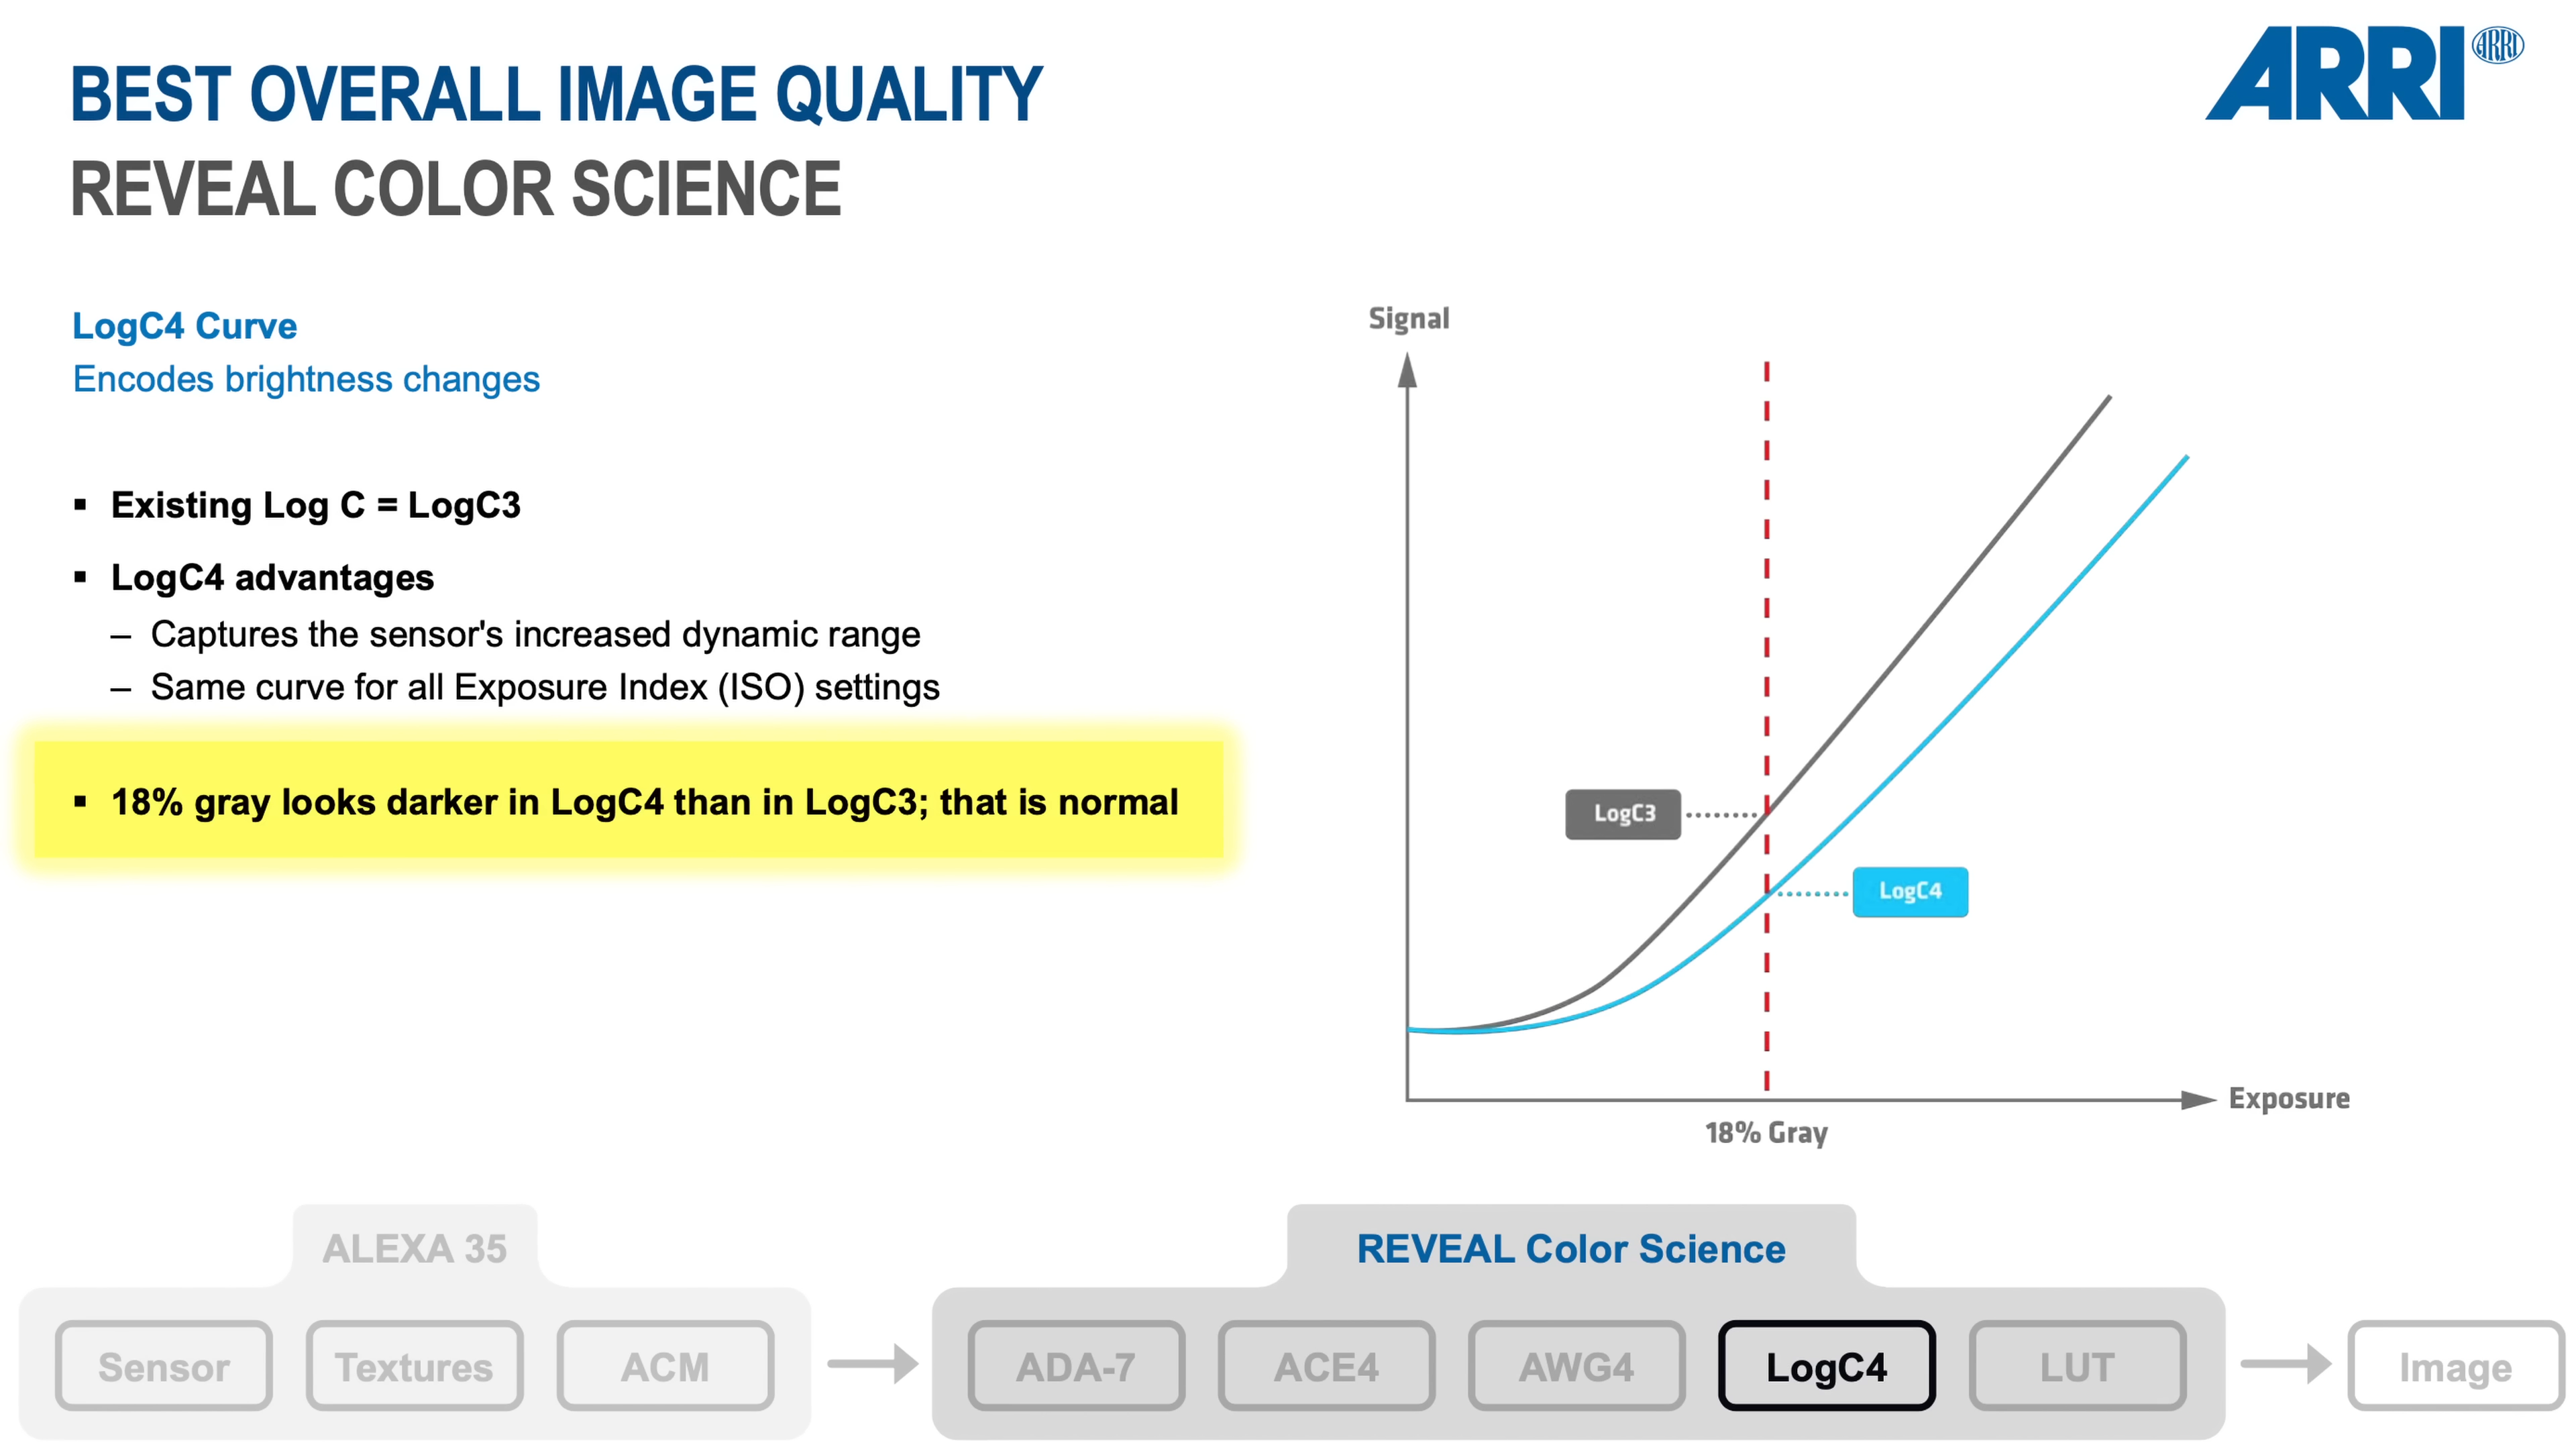 ARRI ARRI
BEST OVERALL IMAGE QUALITY
REVEAL COLOR SCIENCE
LogC4 Curve
Encodes brightness changes
▪ Existing Log C = LogC3
▪ LogC4 advantages
– Captures the sensor's increased dynamic range
– Same curve for all Exposure Index (ISO) settings
▪ 18% gray looks darker in LogC4 than in LogC3; that is normal
Signal
LogC3
LogC4
Exposure
18% Gray
ALEXA 35
Sensor Textures ACM
REVEAL Color Science
ADA-7 ACE4 AWG4 LogC4 LUT
Image